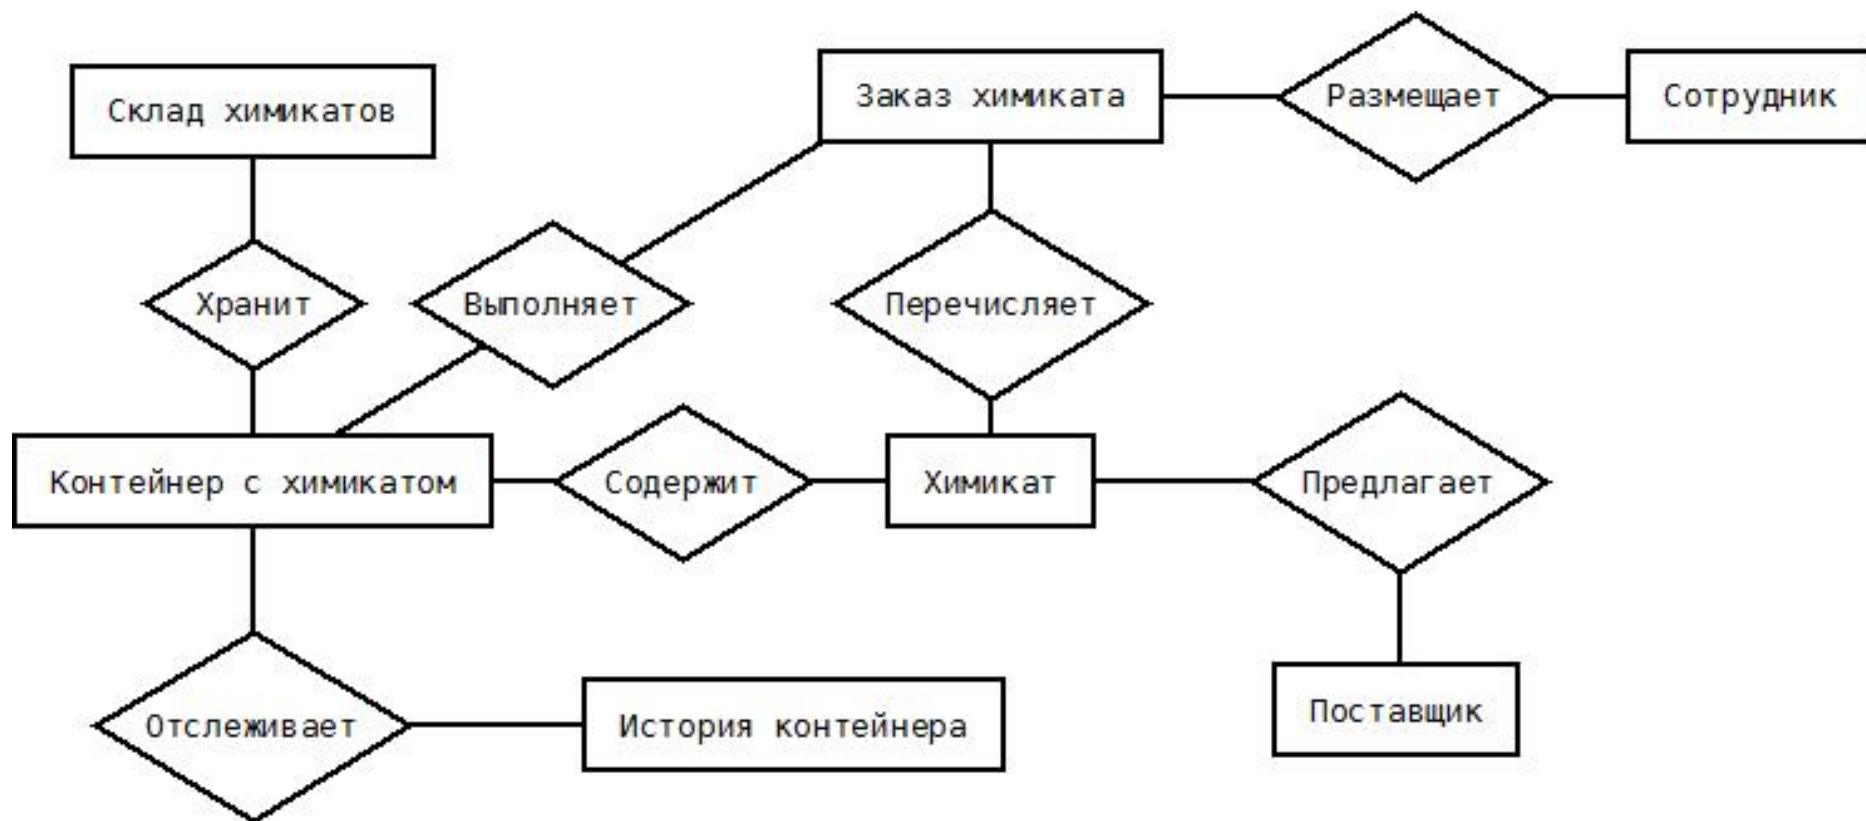 Склад химикатов
Заказ химиката
Размещает
Сотрудник
Хранит
Выполняет
Перечисляет
Контейнер с химикатом
Содержит
Химикат
Предлагает
Отслеживает
История контейнера
Поставщик